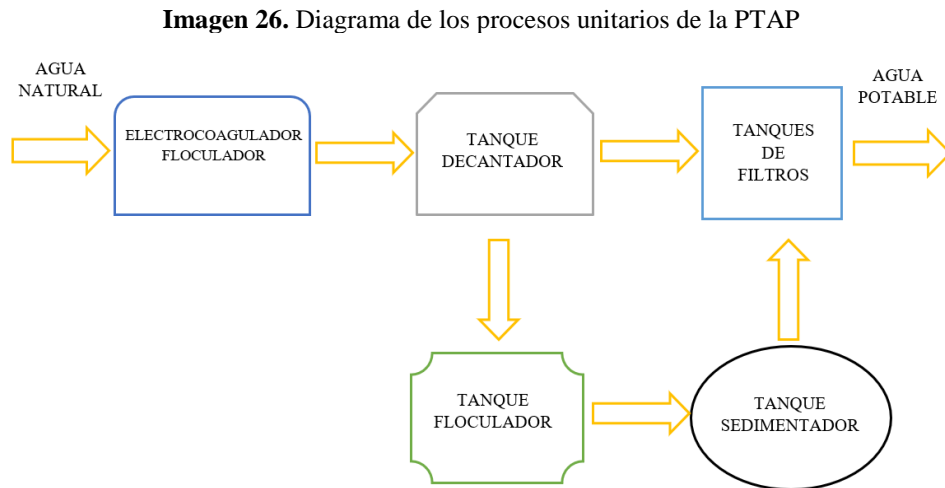 Imagen 26. Diagrama de los procesos unitarios de la PTAP
AGUA
NATURAL
ELECTROCOAGULADOR
FLOCULADOR
TANQUE
DECANTADOR
TANQUES
DE
FILTROS
AGUA
POTABLE
TANQUE
FLOCULADOR
TANQUE
SEDIMENTADOR